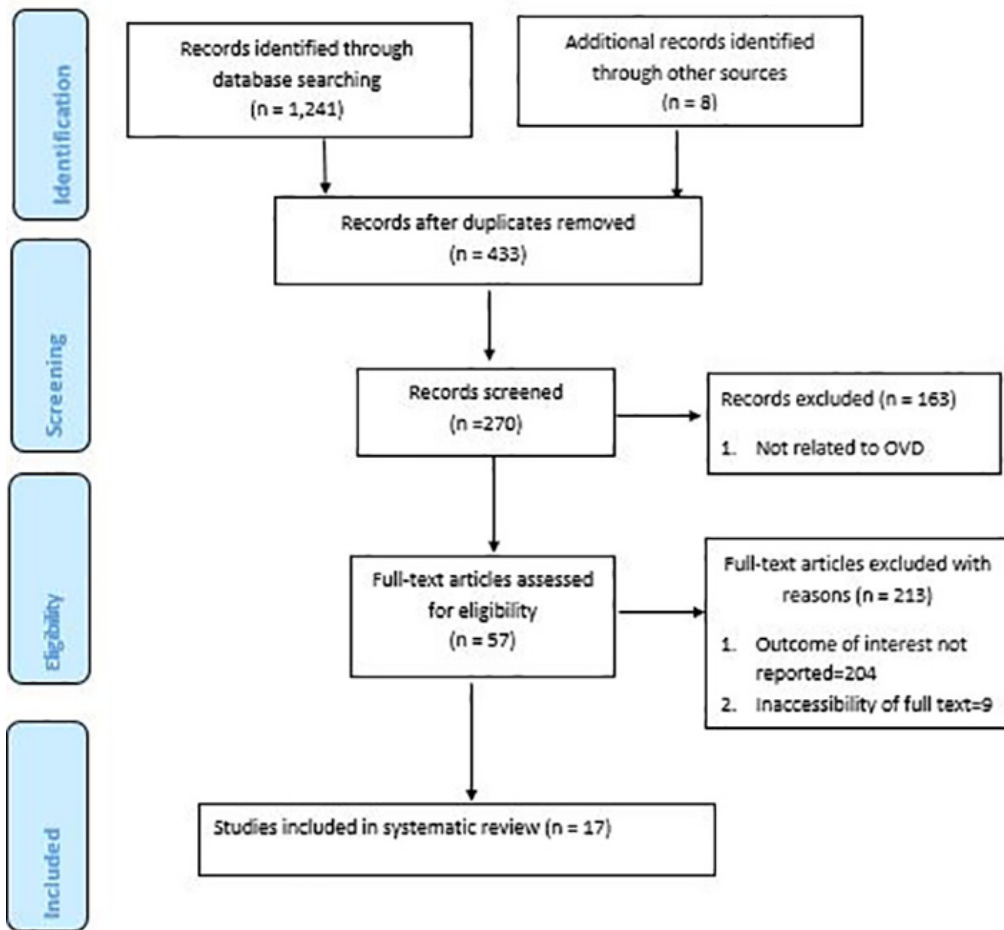 Identification
Records identified through
database searching
(n = 1,241)
Additional records identified
through other sources
(n = 8)
Records after duplicates removed
(n = 433)
Screening
Records screened
(n =270)
Records excluded (n = 163)
1. Not related to OVD
Eligibility
Full-text articles assessed
for eligibility
(n = 57)
Full-text articles excluded with
reasons (n = 213)
1. Outcome of interest not
reported=204
2. Inaccessibility of full text=9
Included
Studies included in systematic review (n = 17)